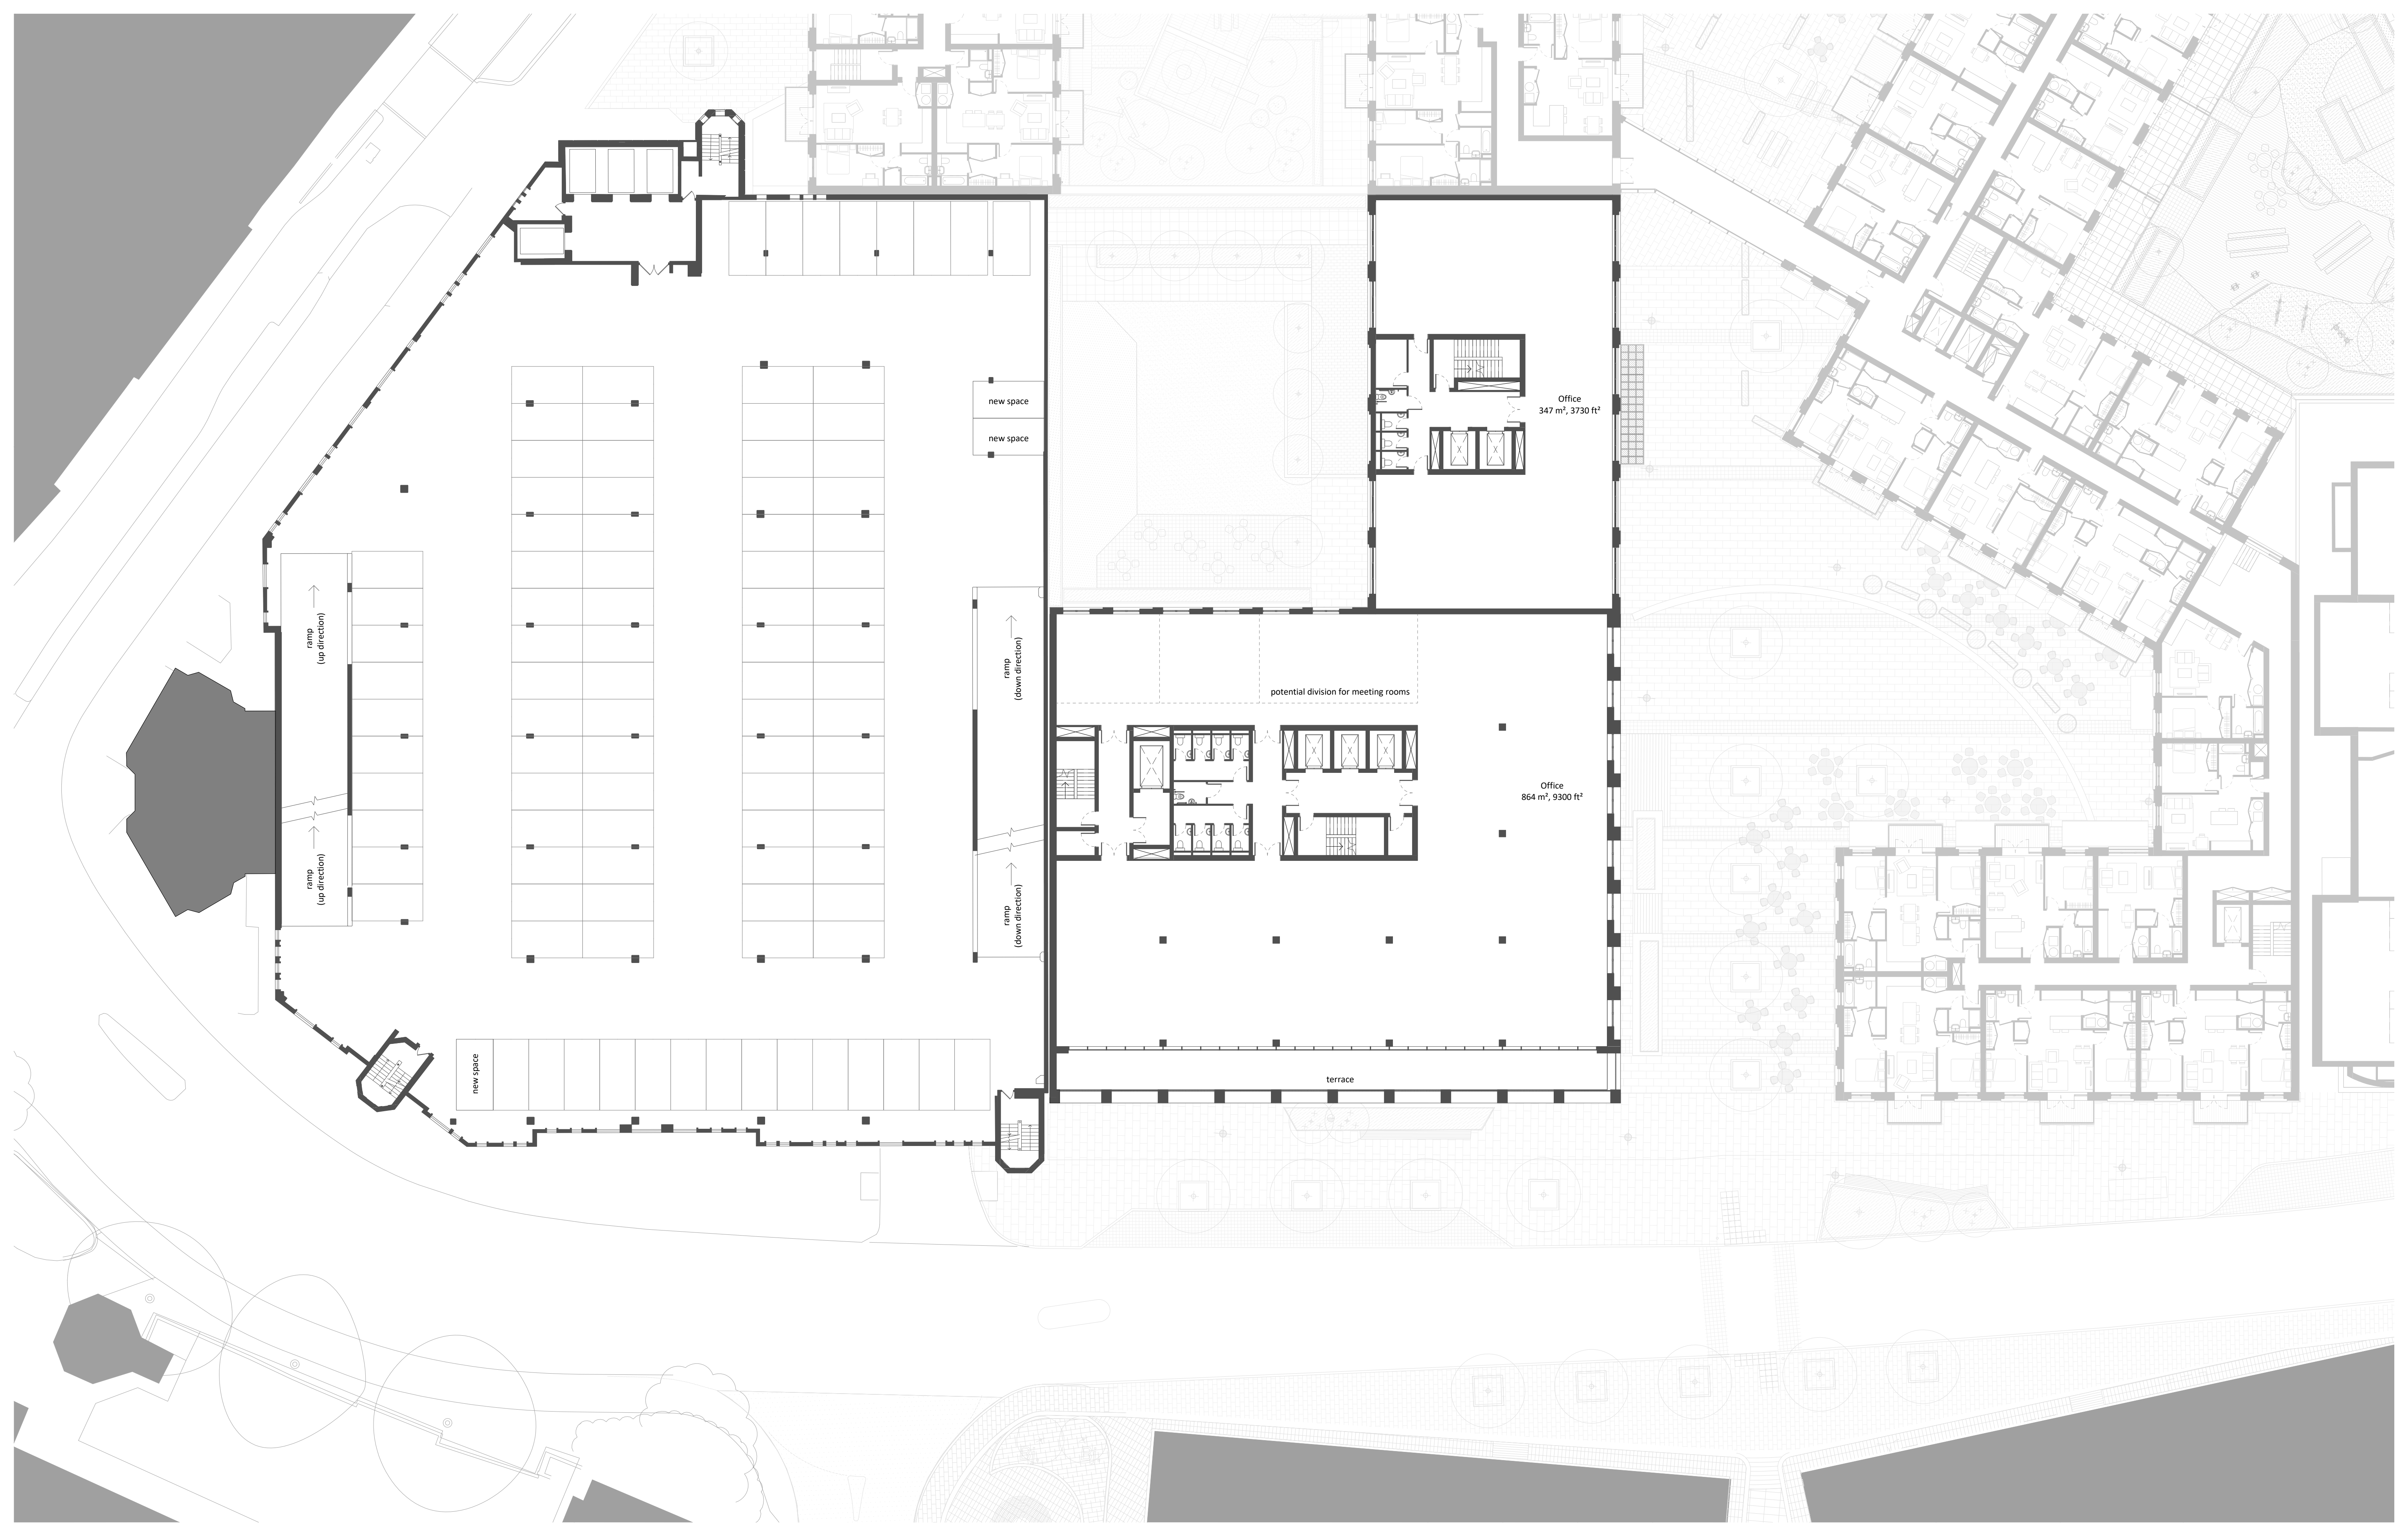 new space
new space
Office
347 m², 3730 ft²
ramp
(up direction)
ramp
(down direction)
potential division for meeting rooms
Office
864 m², 9300 ft²
ramp
(up direction)
ramp
(down direction)
new space
terrace